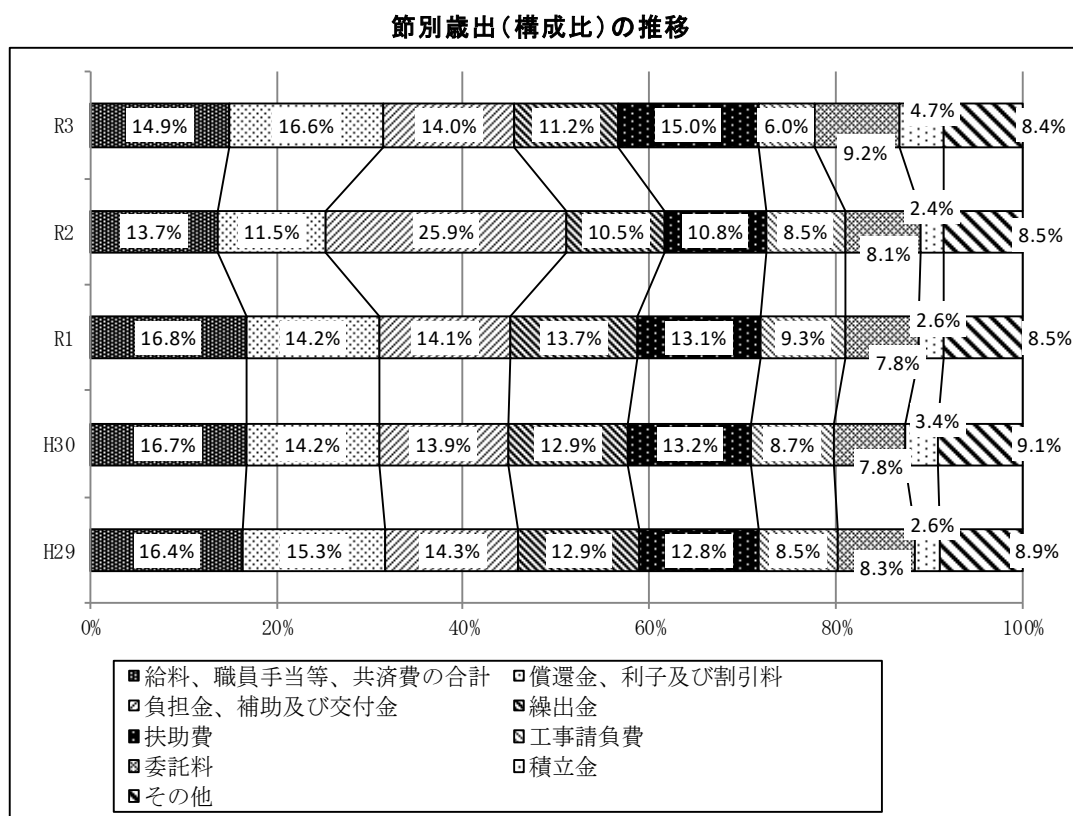 節別歳出（構成比）の推移
R3 14.9% 16.6% 14.0% 11.2% 15.0% 6.0% 9.2% 4.7% 8.4%
R2 13.7% 11.5% 25.9% 10.5% 10.8% 8.5% 8.1% 2.4% 8.5%
R1 16.8% 14.2% 14.1% 13.7% 13.1% 9.3% 7.8% 2.6% 8.5%
H30 16.7% 14.2% 13.9% 12.9% 13.2% 8.7% 7.8% 3.4% 9.1%
H29 16.4% 15.3% 14.3% 12.9% 12.8% 8.5% 8.3% 2.6% 8.9%
0% 20% 40% 60% 80% 100%
給料、職員手当等、共済費の合計 償還金、利子及び割引料
負担金、補助及び交付金 繰出金
扶助費 工事請負費
委託料 積立金
その他